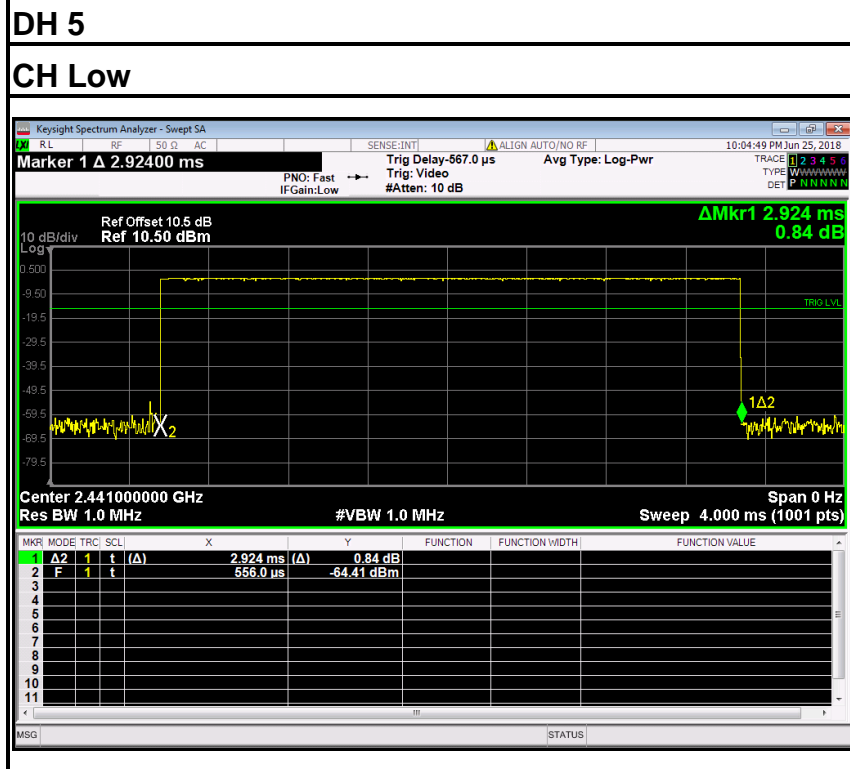 DH 5
CH Low
Keysight Spectrum Analyzer - Swept SA
LXI RL RF 50 Ω AC SENSE:INT ALIGN AUTO/NO RF 10:04:49 PM Jun 25, 2018
Marker 1 Δ 2.92400 ms Trig Delay-567.0 µs Avg Type: Log-Pwr TRACE 1 2 3 4 5 6
PNO: Fast Trig: Video TYPE WWWWWW
IFGain:Low #Atten: 10 dB DET P N N N N N
ΔMkr1 2.924 ms
Ref Offset 10.5 dB
10 dB/div Ref 10.50 dBm 0.84 dB
Log
0.500
-9.50
TRIG LVL
-19.5
-29.5
-39.5
-49.5
1Δ2
-59.5
2
-69.5
-79.5
Center 2.441000000 GHz Span 0 Hz
Res BW 1.0 MHz #VBW 1.0 MHz Sweep 4.000 ms (1001 pts)
MKR MODE TRC SCL X Y FUNCTION FUNCTION WIDTH FUNCTION VALUE
1 Δ2 1 t (Δ) 2.924 ms (Δ) 0.84 dB
2 F 1 t 556.0 µs -64.41 dBm
3
4
5
6
7
8
9
10
11
MSG STATUS